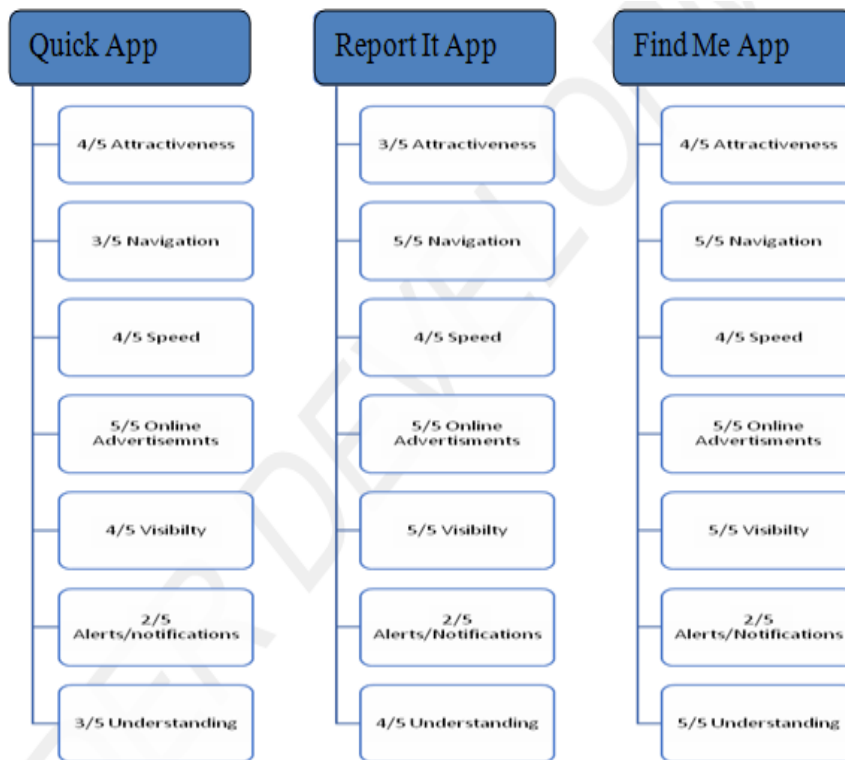 Quick App
4/5 Attractiveness
3/5 Navigation
4/5 Speed
5/5 Online
Advertisemnts
4/5 Visibilty
2/5
Alerts/notifications
3/5 Understanding
Report It App
3/5 Attractiveness
5/5 Navigation
4/5 Speed
5/5 Online
Advertisments
5/5 Visibilty
2/5
Alerts/Notifications
4/5 Understanding
Find Me App
4/5 Attractiveness
5/5 Navigation
4/5 Speed
5/5 Online
Advertisments
5/5 Visibilty
2/5
Alerts/Notifications
5/5 Understanding